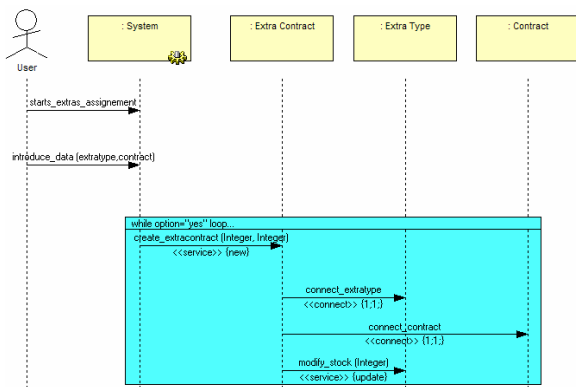 : System
: Extra Contract
: Extra Type
: Contract
User
starts_extras_assignement
introduce_data (extratype,contract)
while option="yes" loop...
create_extracontract (Integer, Integer)
<<service>> {new}
connect_extratype
<<connect>> {1;1;}
connect_contract
<<connect>> {1;1;}
modify_stock (Integer)
<<service>> {update}